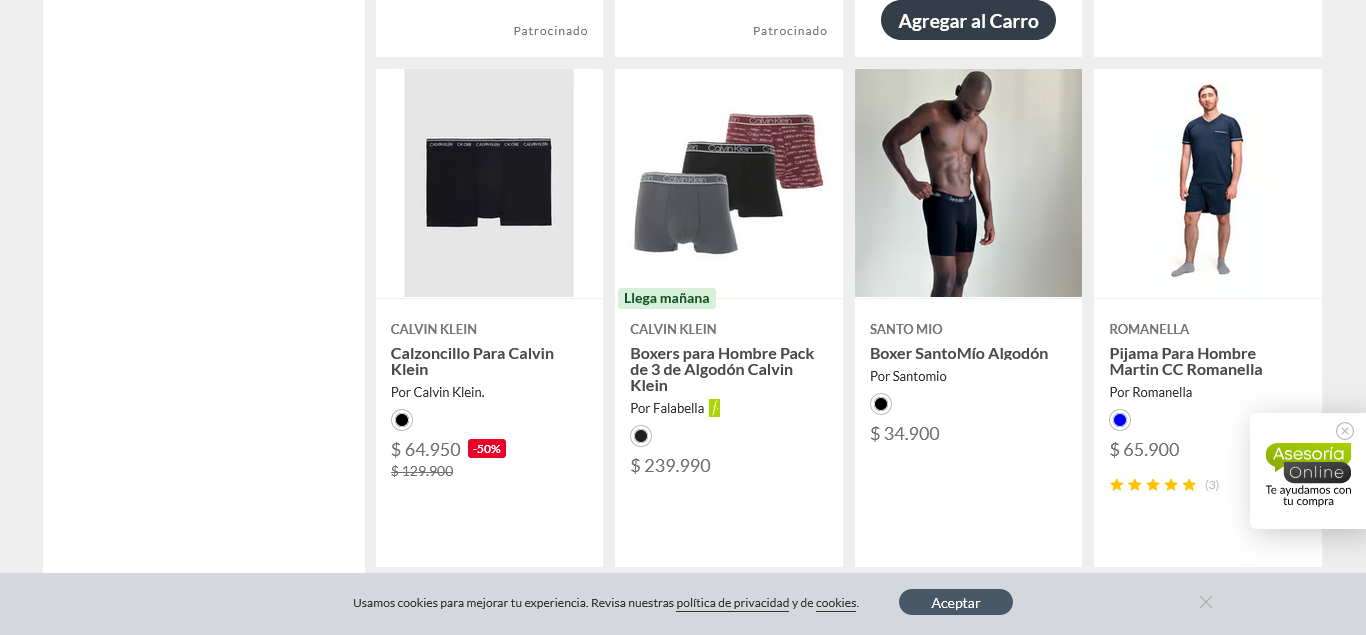 Patrocinado
Patrocinado
Agregar al Carro
Llega mañana
CALVIN KLEIN
Calzoncillo Para Calvin
Klein
Por Calvin Klein.
$ 64.950 -50%
$ 129.900
CALVIN KLEIN
Boxers para Hombre Pack
de 3 de Algodón Calvin
Klein
Por Falabella
$ 239.990
SANTO MIO
Boxer SantoMío Algodón
Por Santomio
$ 34.900
ROMANELLA
Pijama Para Hombre
Martin CC Romanella
Por Romanella
$ 65.900
(3)
Asesoría
Online
Te ayudamos con
tu compra
Usamos cookies para mejorar tu experiencia. Revisa nuestras política de privacidad y de cookies.
Aceptar